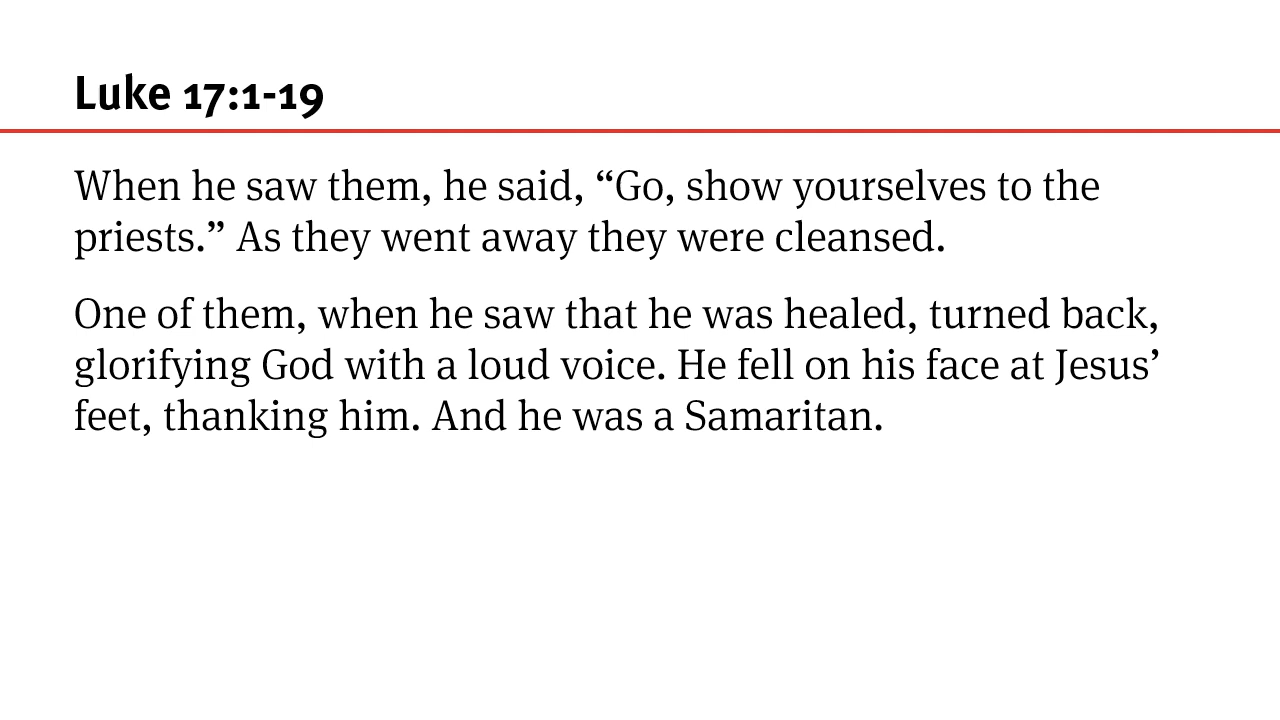 Luke 17:1-19
When he saw them, he said, “Go, show yourselves to the
priests.” As they went away they were cleansed.
One of them, when he saw that he was healed, turned back,
glorifying God with a loud voice. He fell on his face at Jesus’
feet, thanking him. And he was a Samaritan.